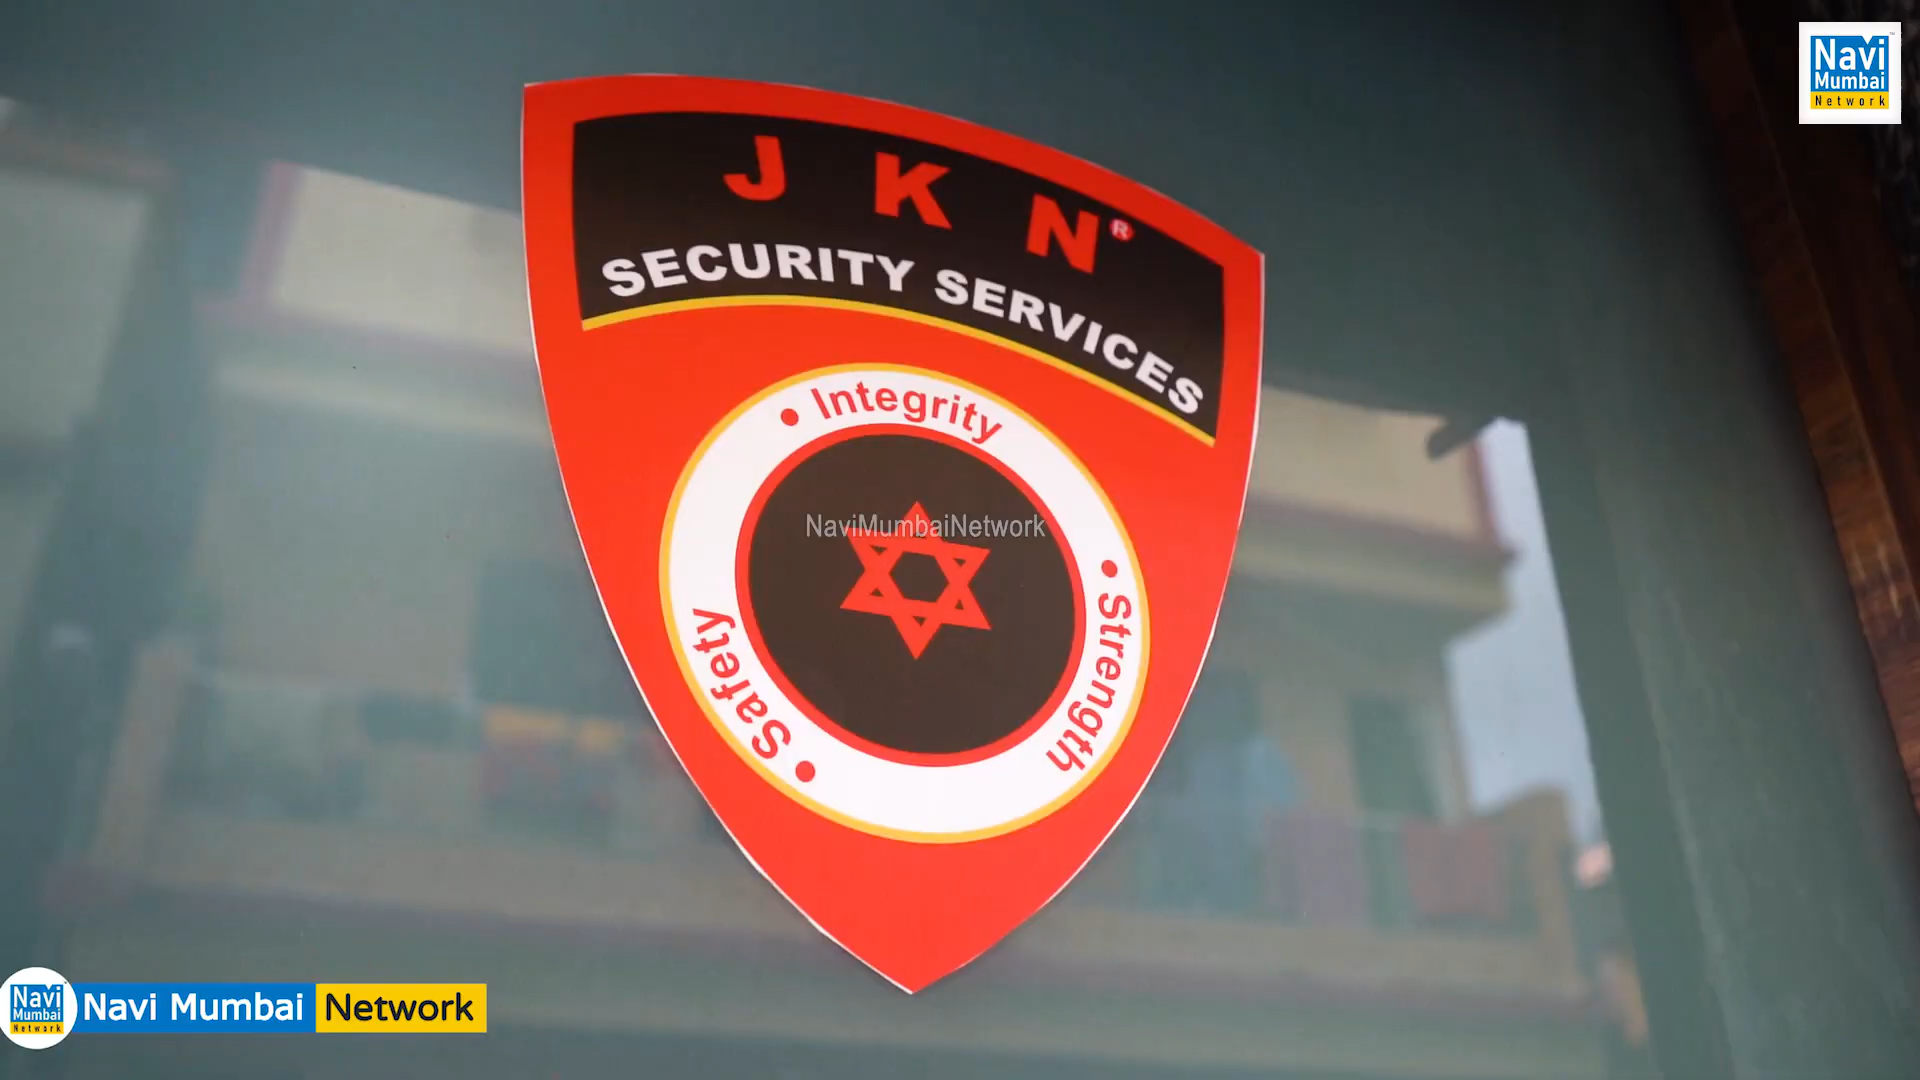 Navi
Mumbai
Network
J K N®
SECURITY SERVICES
• Integrity
• Strength
• Safety
NaviMumbaiNetwork
Navi
Mumbai
Network
Navi Mumbai Network